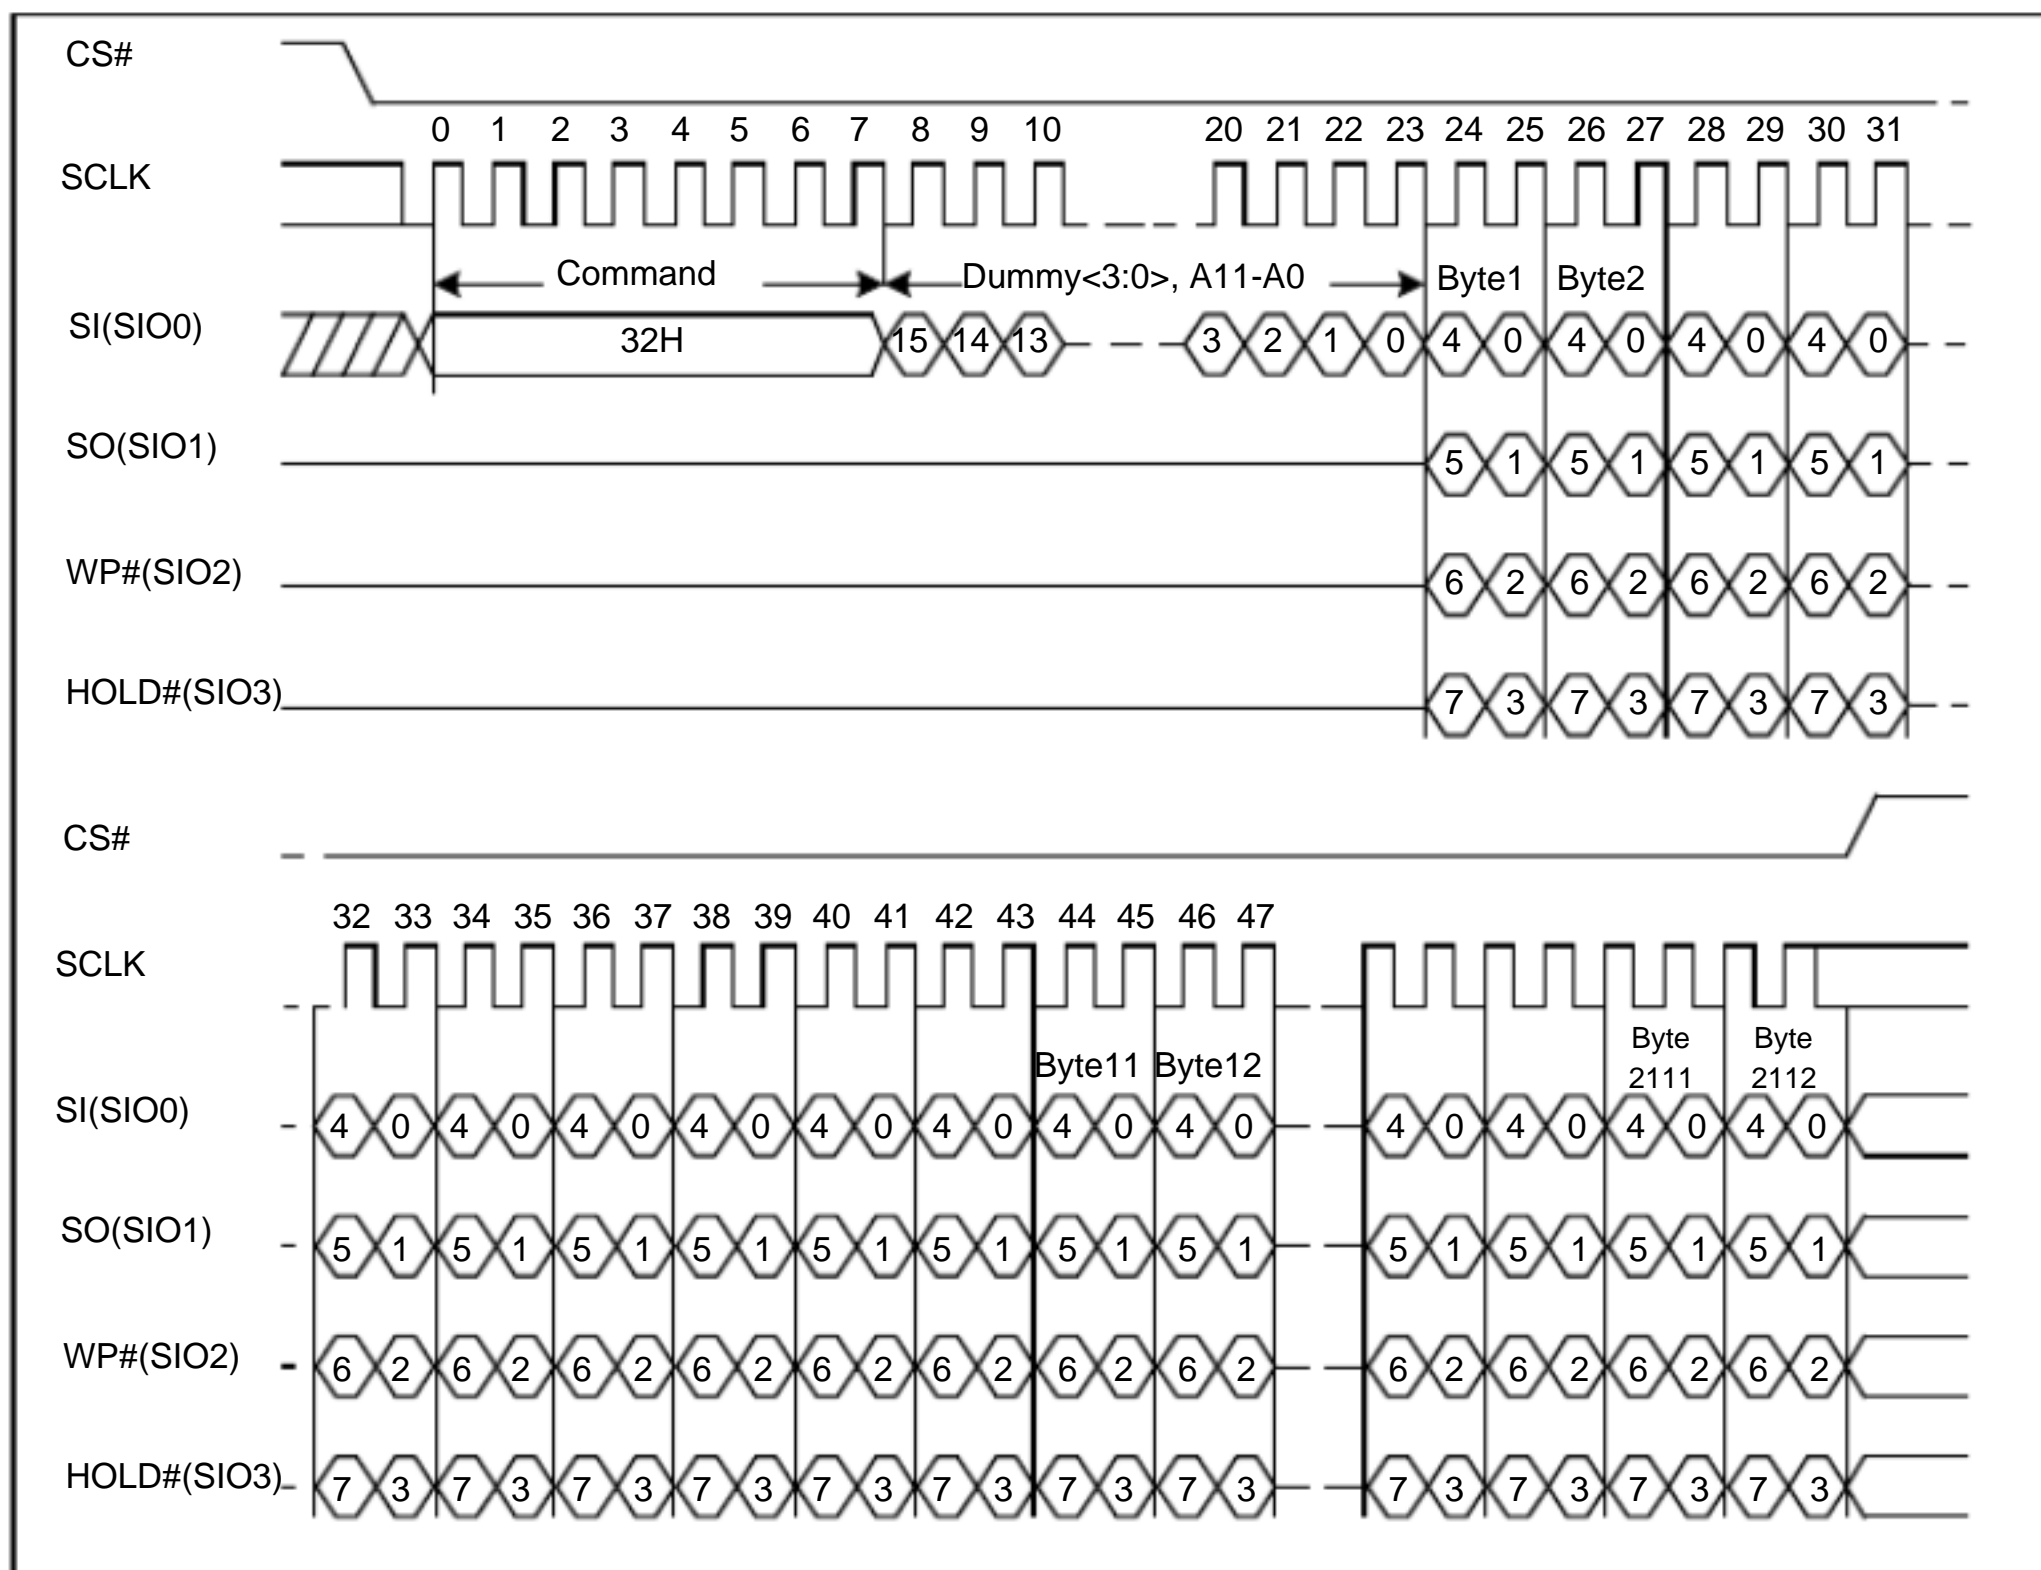 CS#
0 1 2 3 4 5 6 7 8 9 10 20 21 22 23 24 25 26 27 28 29 30 31
SCLK
Command Dummy<3:0>, A11-A0 Byte1 Byte2
SI(SIO0) 32H 15 14 13 3 2 1 0 4 0 4 0 4 0 4 0
SO(SIO1) 5 1 5 1 5 1 5 1
WP#(SIO2) 6 2 6 2 6 2 6 2
HOLD#(SIO3) 7 3 7 3 7 3 7 3
CS#
32 33 34 35 36 37 38 39 40 41 42 43 44 45 46 47
SCLK
Byte11 Byte12 Byte 2111 Byte 2112
SI(SIO0) 4 0 4 0 4 0 4 0 4 0 4 0 4 0 4 0 4 0 4 0 4 0 4 0
SO(SIO1) 5 1 5 1 5 1 5 1 5 1 5 1 5 1 5 1 5 1 5 1 5 1 5 1
WP#(SIO2) 6 2 6 2 6 2 6 2 6 2 6 2 6 2 6 2 6 2 6 2 6 2 6 2
HOLD#(SIO3) 7 3 7 3 7 3 7 3 7 3 7 3 7 3 7 3 7 3 7 3 7 3 7 3